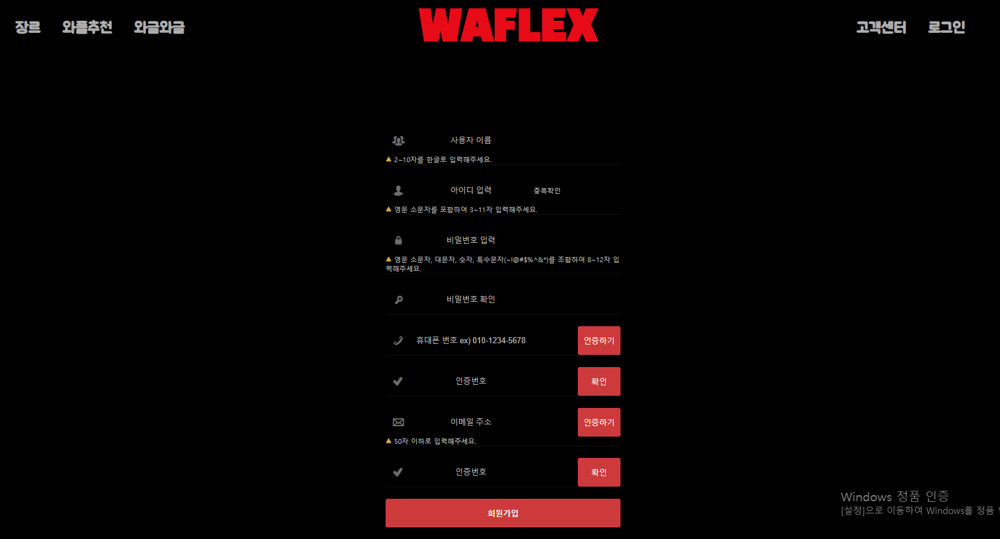 장르 와플추천 와글와글 WAFLEX 고객센터 로그인
사용자 이름
2~10자를 한글로 입력해주세요.
아이디 입력 중복확인
영문 소문자를 포함하여 3~11자 입력해주세요.
비밀번호 입력
영문 소문자, 대문자, 숫자, 특수문자(~!@#$%^&*)를 조합하여 8~12자 입
력해주세요.
비밀번호 확인
휴대폰 번호 ex) 010-1234-5678 인증하기
인증번호 확인
이메일 주소 인증하기
50자 이하로 입력해주세요.
인증번호 확인
회원가입
Windows 정품 인증
[설정]으로 이동하여 Windows를 정품